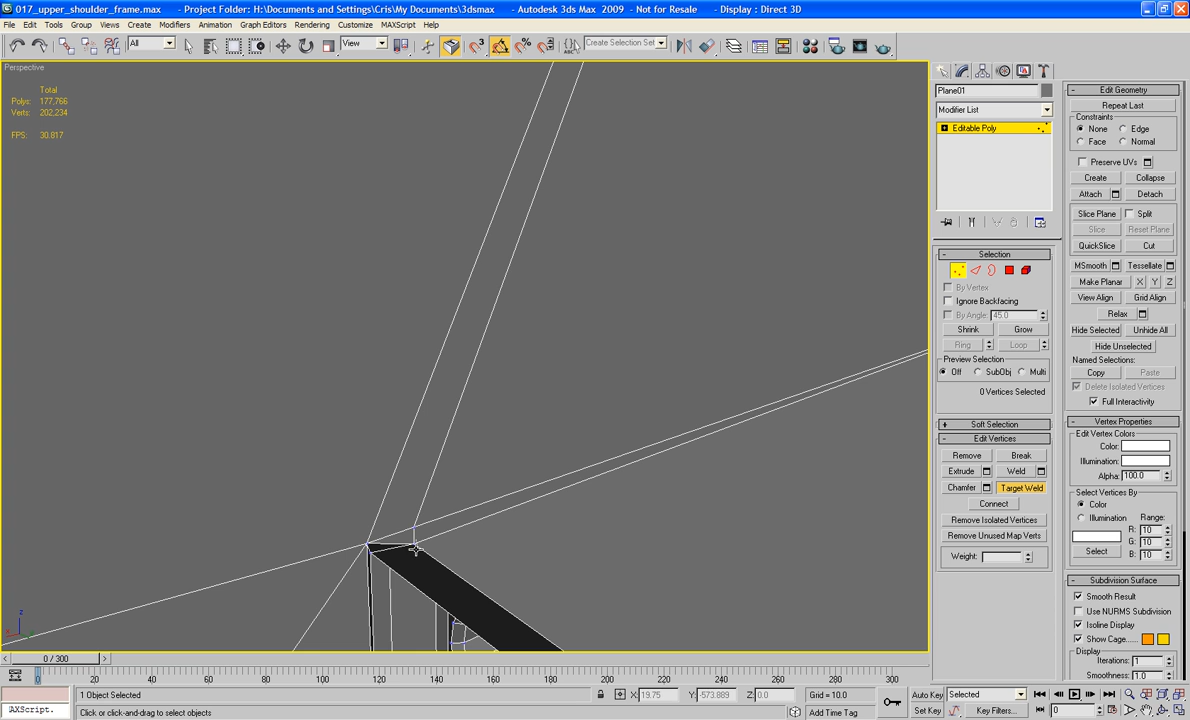 017_upper_shoulder_frame.max - Project Folder: H:\Documents and Settings\Cris\My Documents\3dsmax - Autodesk 3ds Max 2009 - Not for Resale - Display : Direct 3D
File Edit Tools Group Views Create Modifiers Animation Graph Editors Rendering Customize MAXScript Help
All View Create Selection Set
Perspective
Total
Polys: 177,766
Verts: 202,234
FPS: 30.817
Plane01
Modifier List
Editable Poly
- Selection
By Vertex
Ignore Backfacing
By Angle: 45.0
Shrink Grow
Ring Loop
Preview Selection
Off SubObj Multi
0 Vertices Selected
+ Soft Selection
- Edit Vertices
Remove Break
Extrude Weld
Chamfer Target Weld
Connect
Remove Isolated Vertices
Remove Unused Map Verts
Weight:
- Edit Geometry
Repeat Last
Constraints
None Edge
Face Normal
Preserve UVs
Create Collapse
Attach Detach
Slice Plane Split
Slice Reset Plane
QuickSlice Cut
MSmooth Tessellate
Make Planar X Y Z
View Align Grid Align
Relax
Hide Selected Unhide All
Hide Unselected
Named Selections:
Copy Paste
Delete Isolated Vertices
Full Interactivity
- Vertex Properties
Edit Vertex Colors
Color:
Illumination:
Alpha: 100.0
Select Vertices By
Color
Illumination Range:
R: 10
G: 10
Select B: 10
- Subdivision Surface
Smooth Result
Use NURMS Subdivision
Isoline Display
Show Cage......
Display
Iterations: 1
Smoothness: 1.0
z
< 0 / 300 >
0 20 40 60 80 100 120 140 160 180 200 220 240 260 280 300
1 Object Selected X: 19.75 Y: -573.889 Z: 0.0 Grid = 10.0 Auto Key Selected
AXScript. Click or click-and-drag to select objects Add Time Tag Set Key Key Filters... 0